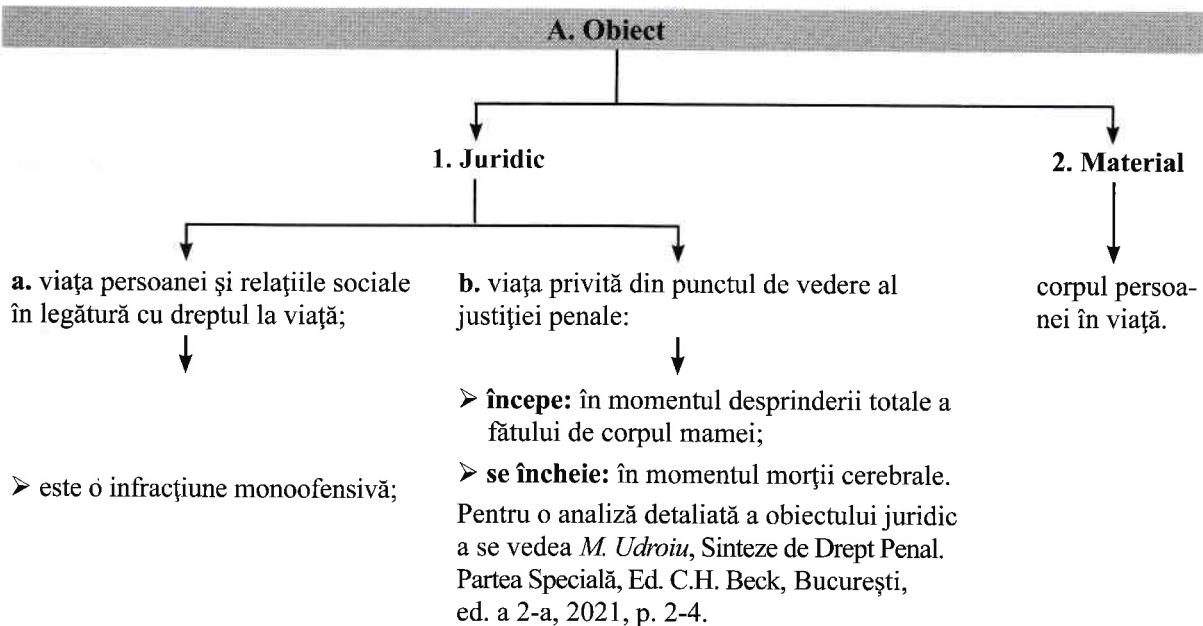 A. Obiect
1. Juridic
2. Material
a. viaţa persoanei şi relaţiile sociale
în legătură cu dreptul la viaţă;
➢ este o infracţiune monoofensivă;
b. viaţa privită din punctul de vedere al
justiţiei penale:
➢ începe: în momentul desprinderii totale a
fătului de corpul mamei;
➢ se încheie: în momentul morţii cerebrale.
Pentru o analiză detaliată a obiectului juridic
a se vedea M. Udroiu, Sinteze de Drept Penal.
Partea Specială, Ed. C.H. Beck, Bucureşti,
ed. a 2-a, 2021, p. 2-4.
corpul persoa-
nei în viaţă.